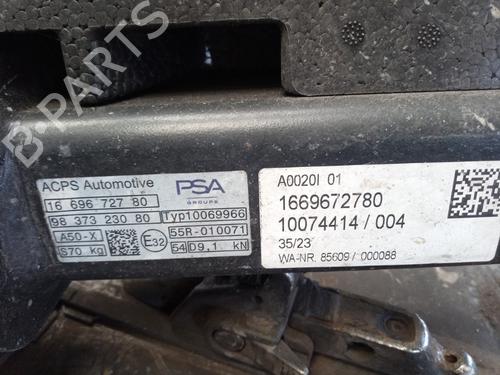 B-PARTS
ACPS Automotive
PSA
GROUPE
16 696 727 80
98 373 230 80
Typ10069966
A50-X
E32
55R-010071
S70 kg
54 D9,1 kN
A0020I 01
1669672780
10074414 / 004
35/23
WA-NR. 85609 / 000088